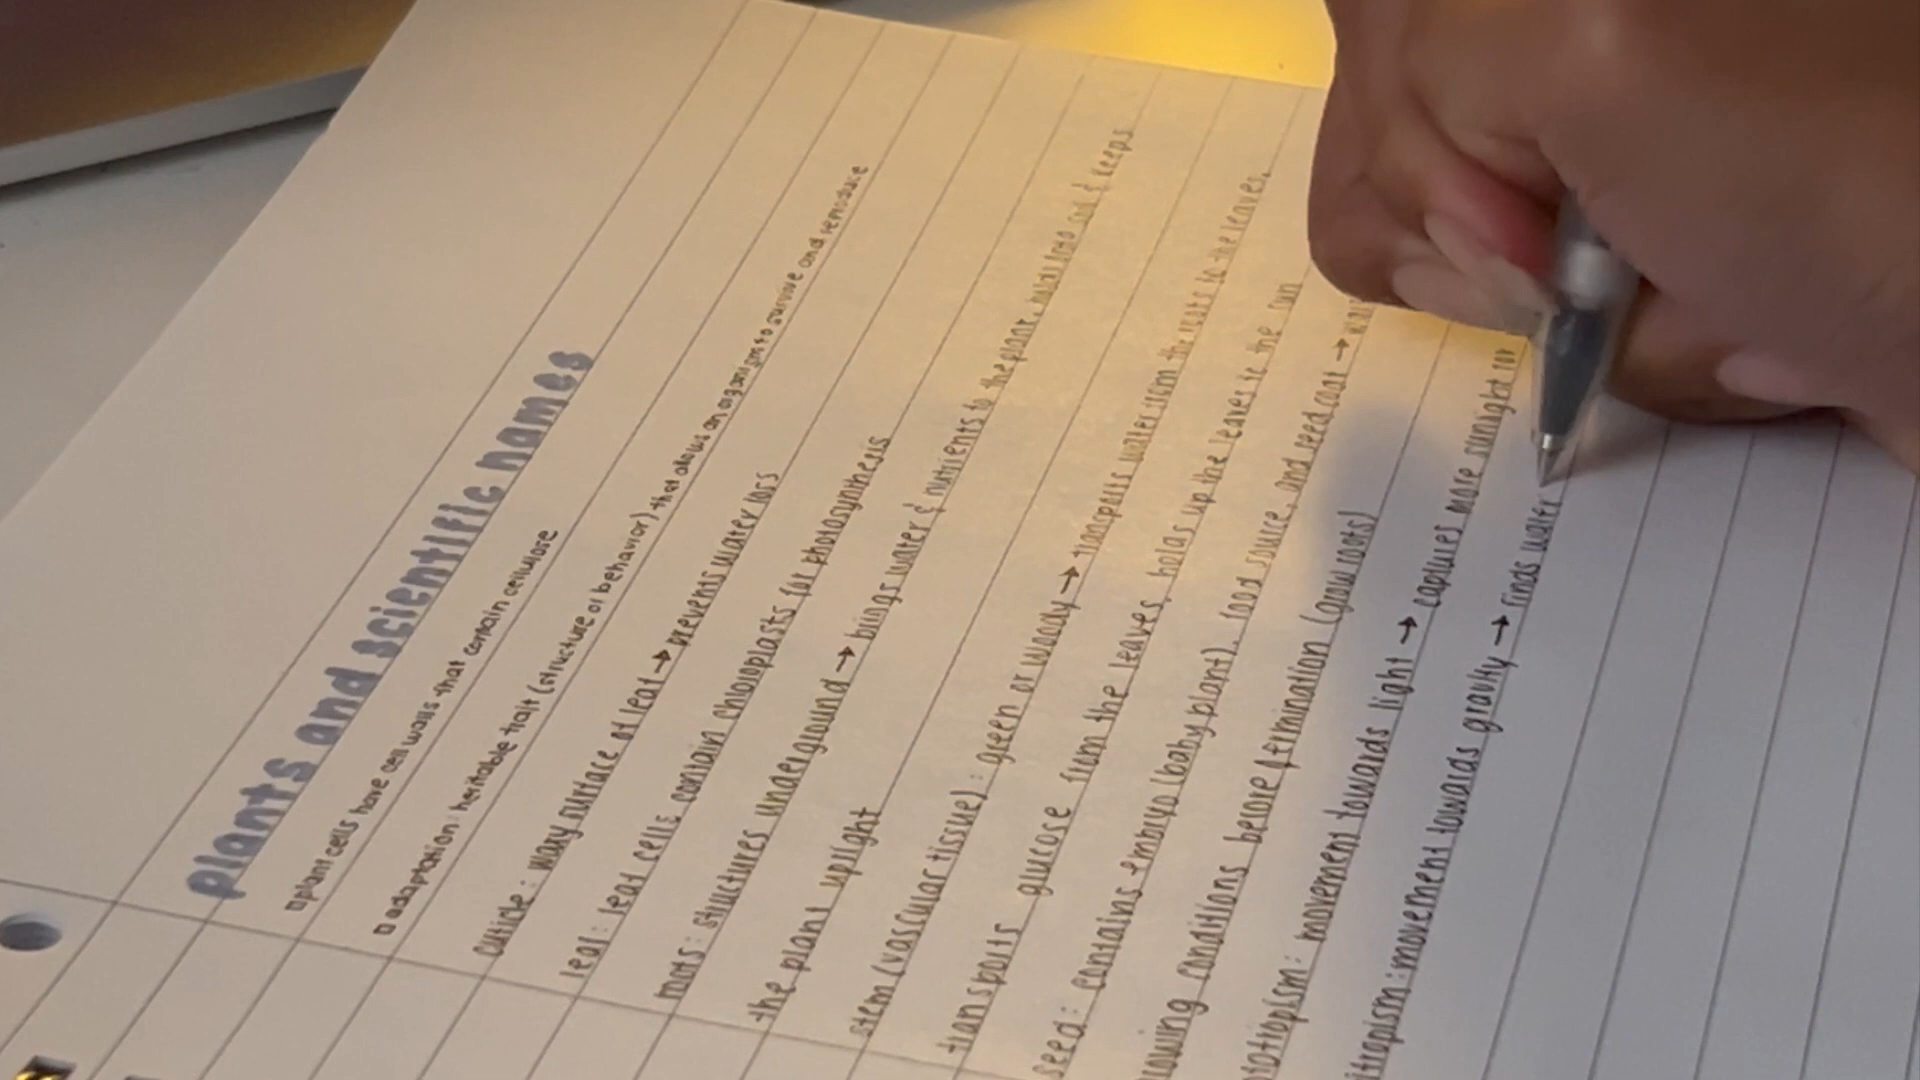 plants and scientific names
plant cells have cell walls that contain cellulose
adaptation: heritable trait (structure or behavior) that allows an organism to survive and reproduce
cuticle: waxy surface of leaf → prevents water loss
leaf: leaf cells contain chloroplasts for photosynthesis
roots: structures underground → brings water & nutrients to the plant, holds into soil & keeps
the plant upright
stem (vascular tissue): green or woody → transports water from the roots to the leaves,
transports glucose from the leaves, holds up the leaves to the sun
seed: contains embryo (baby plant), food source, and seed coat →
conditions before germination (grow roots)
movement towards light → captures more sunlight for
movement towards gravity → finds water